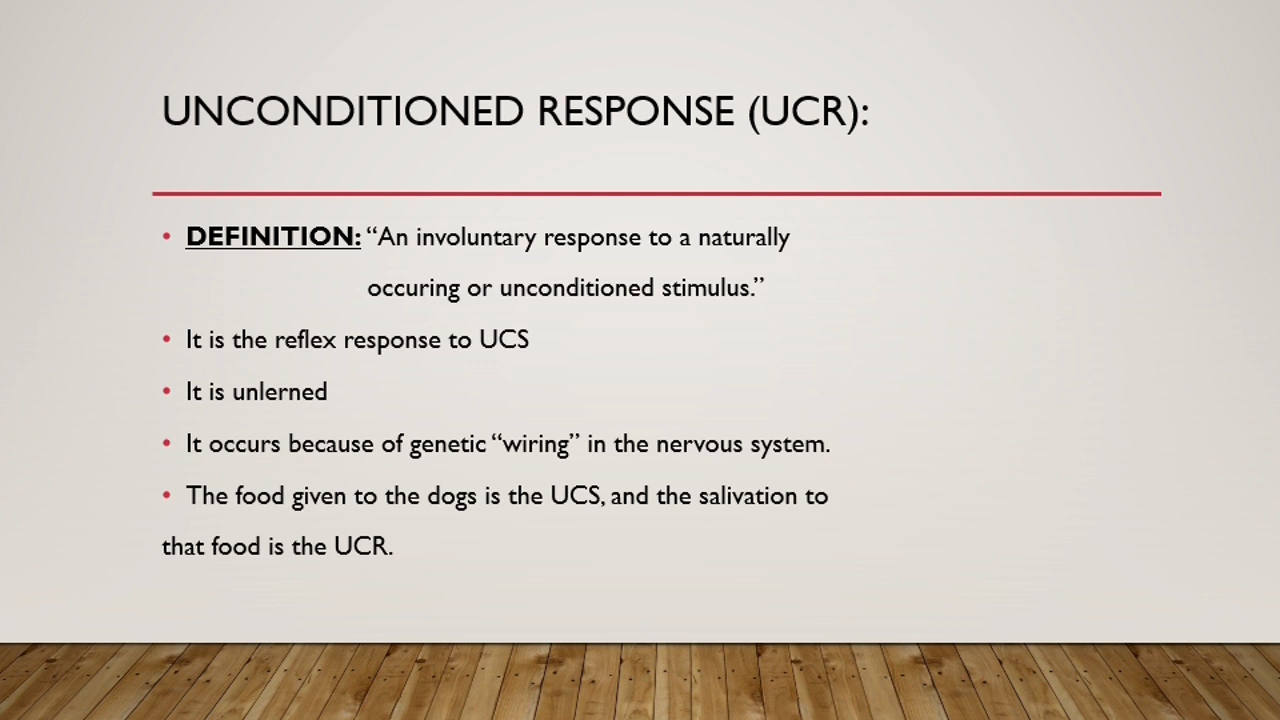 UNCONDITIONED RESPONSE (UCR):
• DEFINITION: “An involuntary response to a naturally
occuring or unconditioned stimulus.”
• It is the reflex response to UCS
• It is unlerned
• It occurs because of genetic “wiring” in the nervous system.
• The food given to the dogs is the UCS, and the salivation to
that food is the UCR.